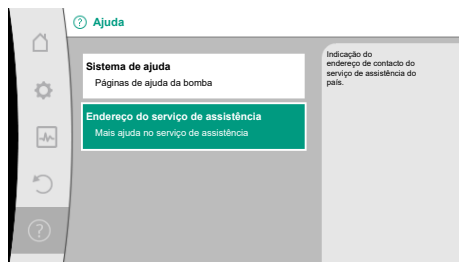 Ajuda
Sistema de ajuda
Páginas de ajuda da bomba
Endereço do serviço de assistência
Mais ajuda no serviço de assistência
Indicação do
endereço de contacto do
serviço de assistência do
país.